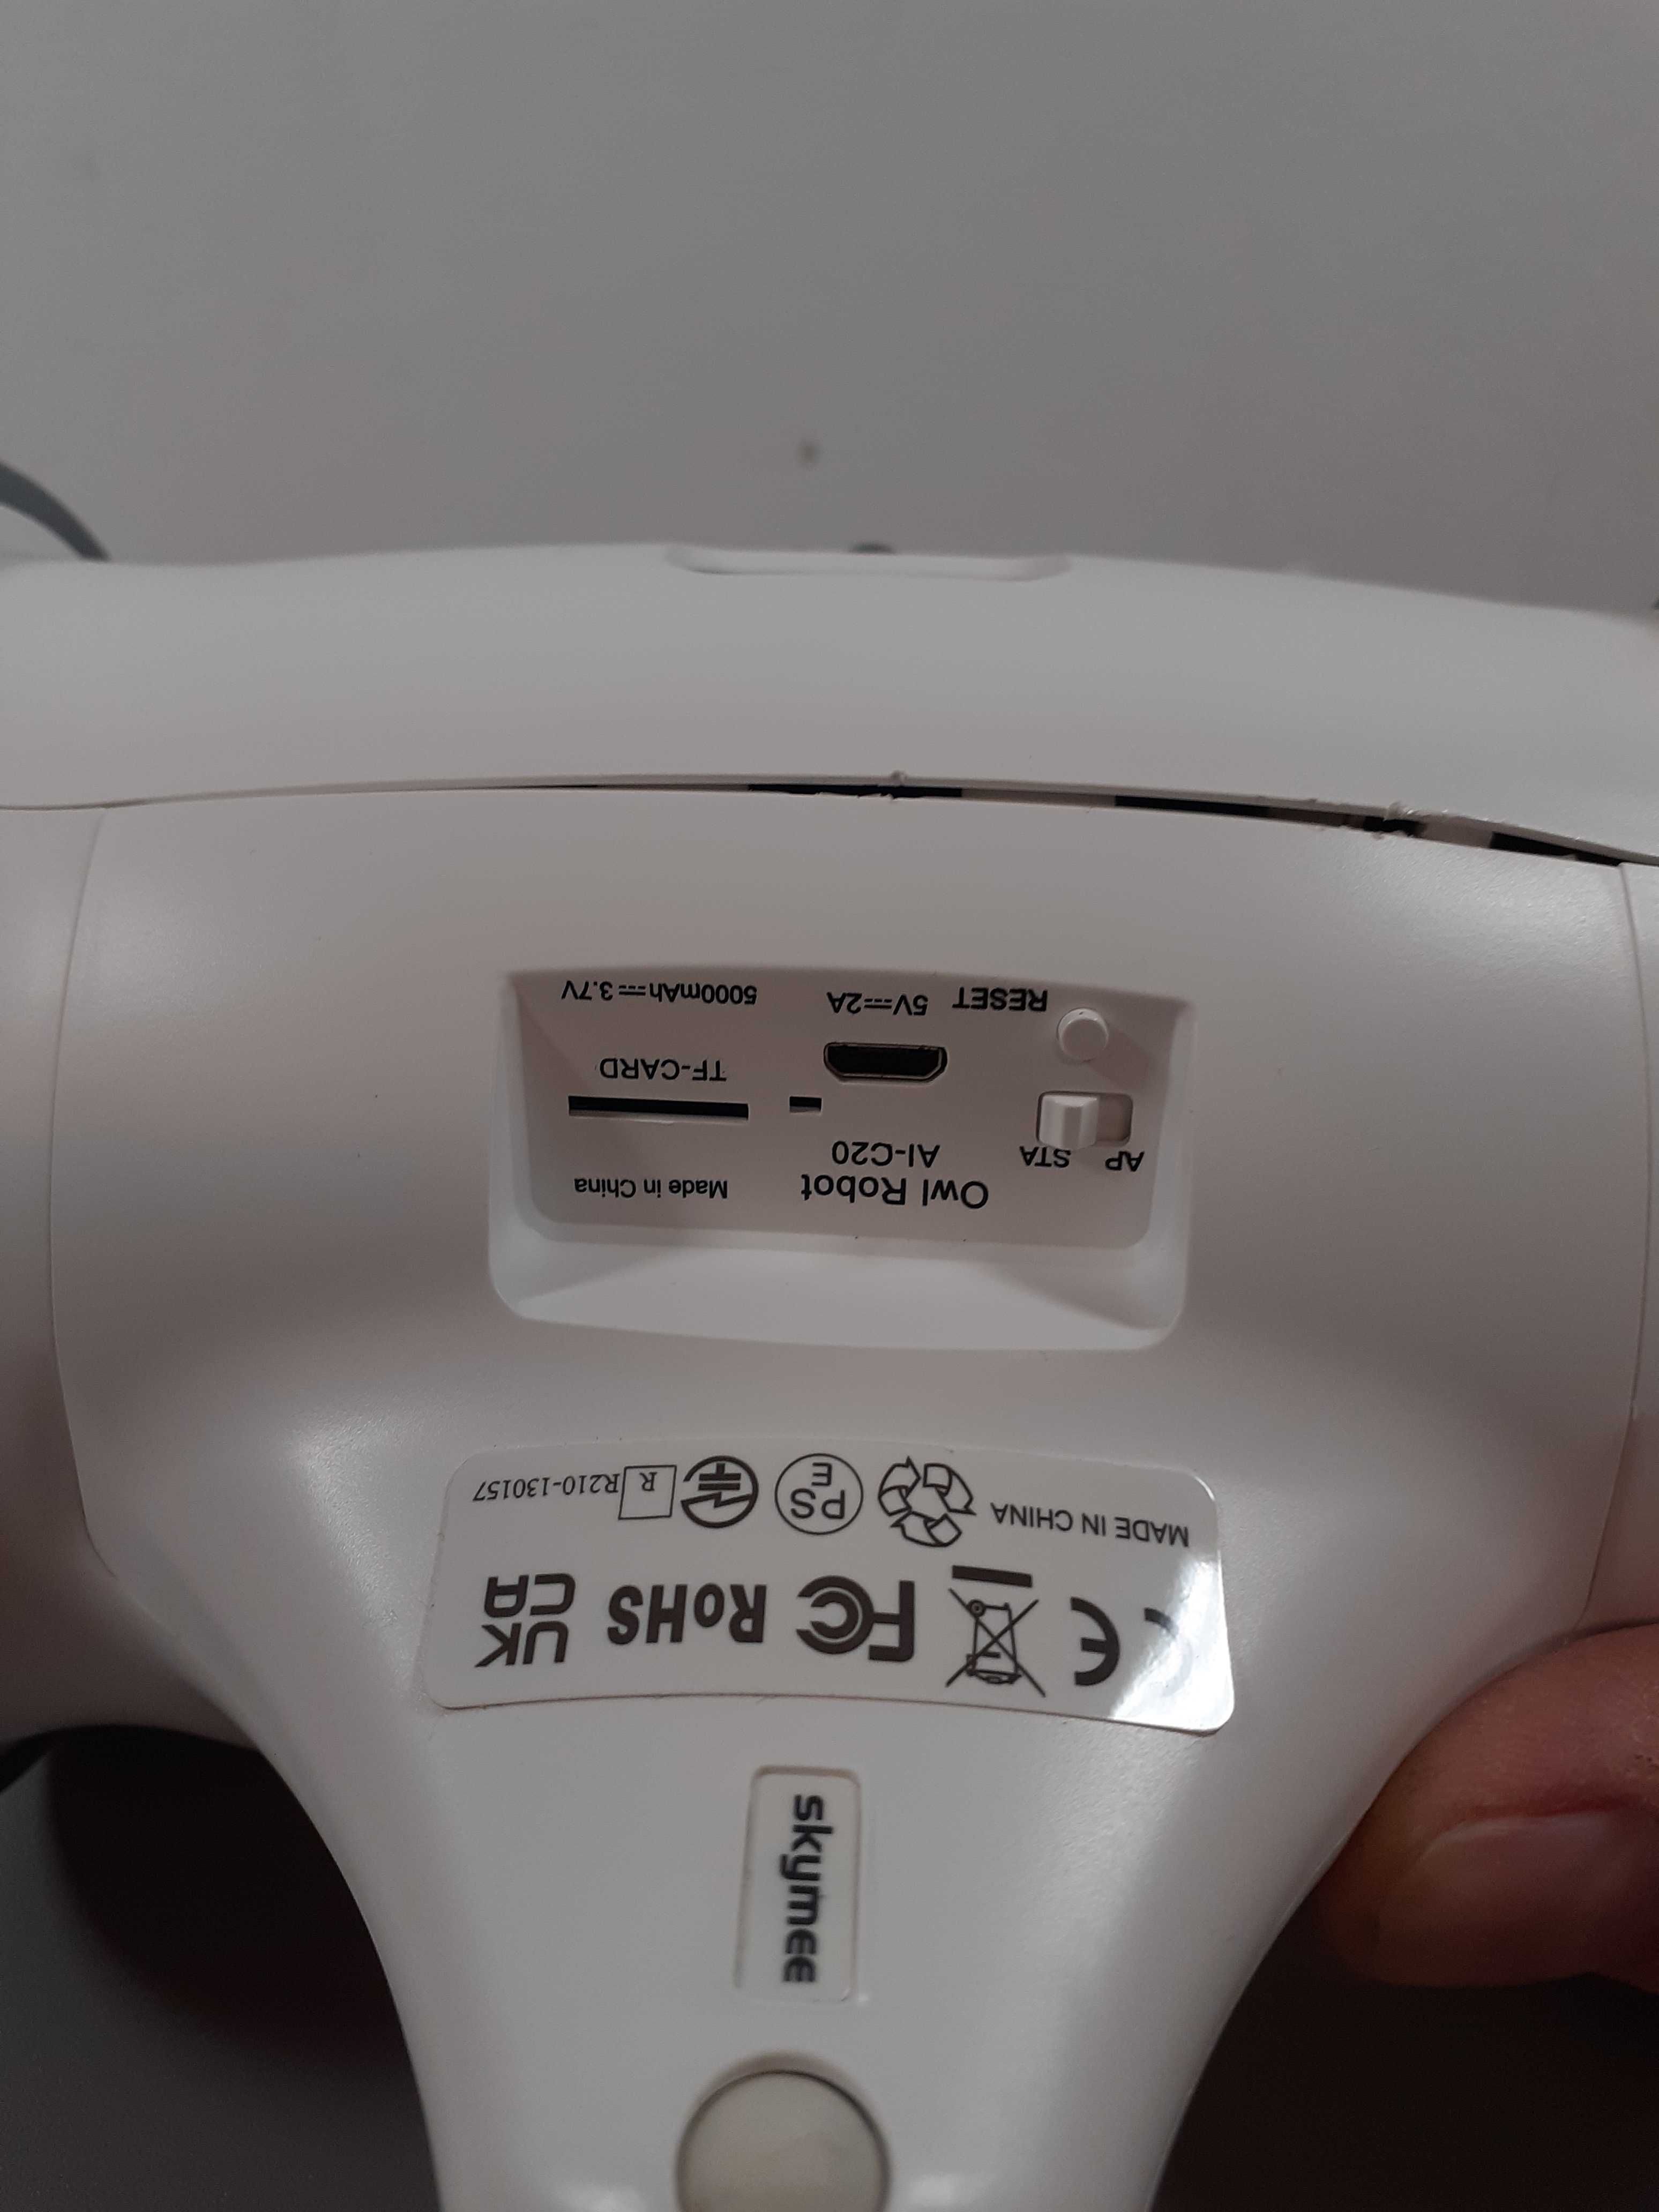 Owl Robot
AI-C20
Made in China
AP STA
TF-CARD
RESET
5V⎓2A
5000mAh⎓3.7V
skymee
CE FC RoHS UK CA
MADE IN CHINA PS E R R210-130157